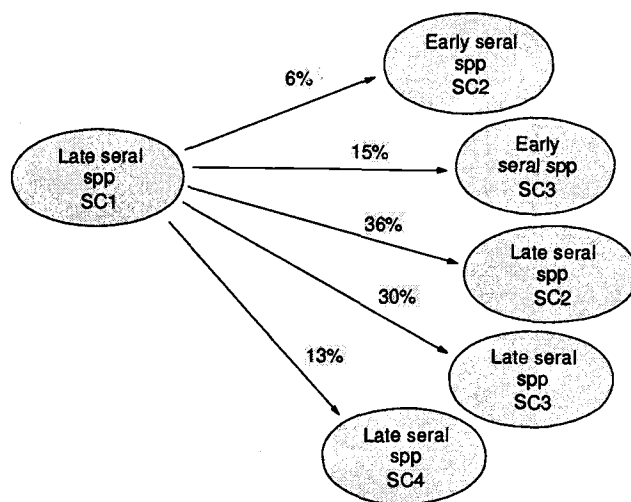 Early seral
spp
SC2
6%
Late seral
spp
SC1
15%
Early
seral spp
SC3
36%
Late seral
spp
SC2
30%
Late seral
spp
SC3
13%
Late seral
spp
SC4